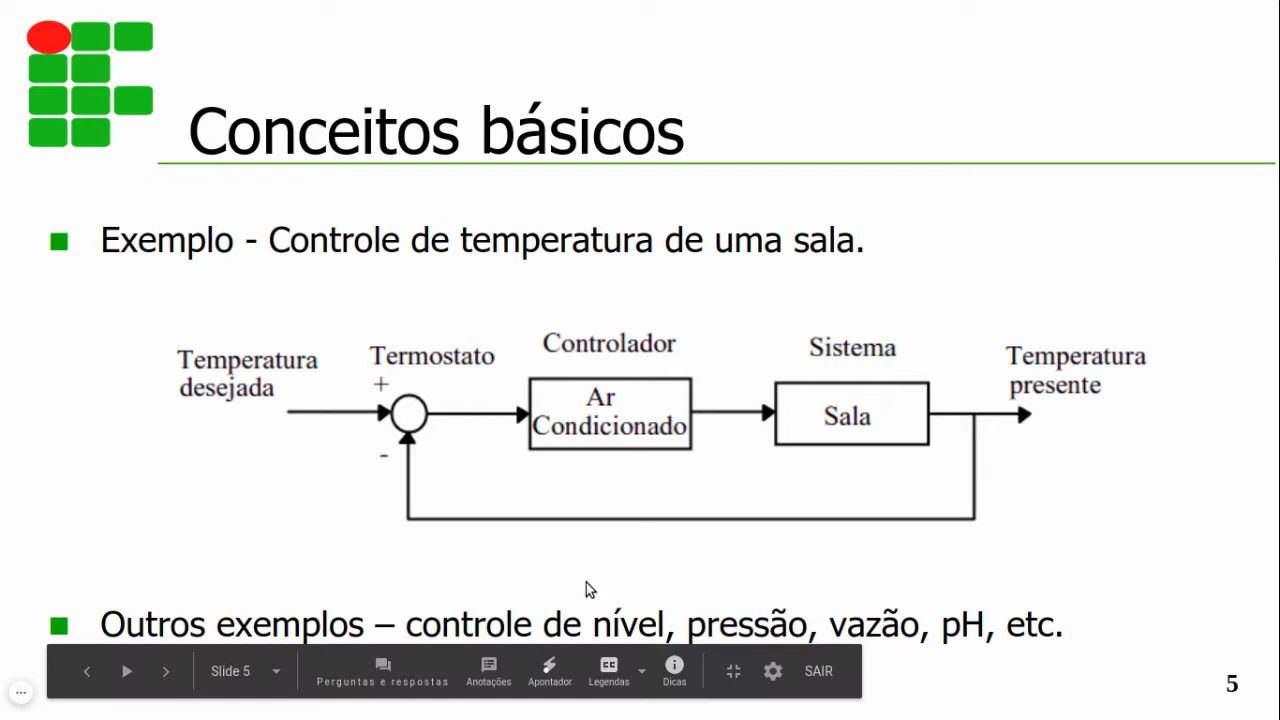 Conceitos básicos
Exemplo - Controle de temperatura de uma sala.
Temperatura
desejada
Termostato
+
-
Controlador
Ar
Condicionado
Sistema
Sala
Temperatura
presente
Outros exemplos – controle de nível, pressão, vazão, pH, etc.
Slide 5
Perguntas e respostas
Anotações
Apontador
CC
Legendas
Dicas
SAIR
5